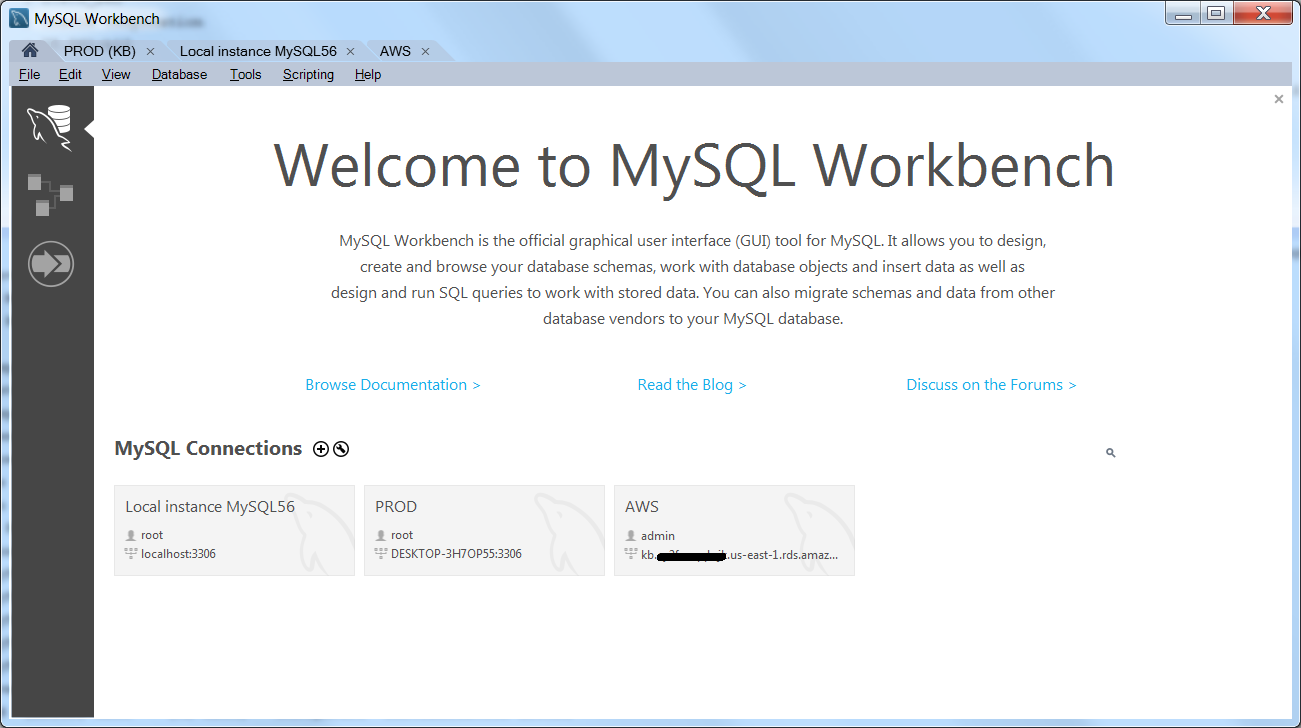 MySQL Workbench
PROD (KB) Local instance MySQL56 AWS
File Edit View Database Tools Scripting Help
Welcome to MySQL Workbench
MySQL Workbench is the official graphical user interface (GUI) tool for MySQL. It allows you to design,
create and browse your database schemas, work with database objects and insert data as well as
design and run SQL queries to work with stored data. You can also migrate schemas and data from other
database vendors to your MySQL database.
Browse Documentation > Read the Blog > Discuss on the Forums >
MySQL Connections
Local instance MySQL56
root
localhost:3306
PROD
root
DESKTOP-3H7OP55:3306
AWS
admin
kb. .us-east-1.rds.amaz...